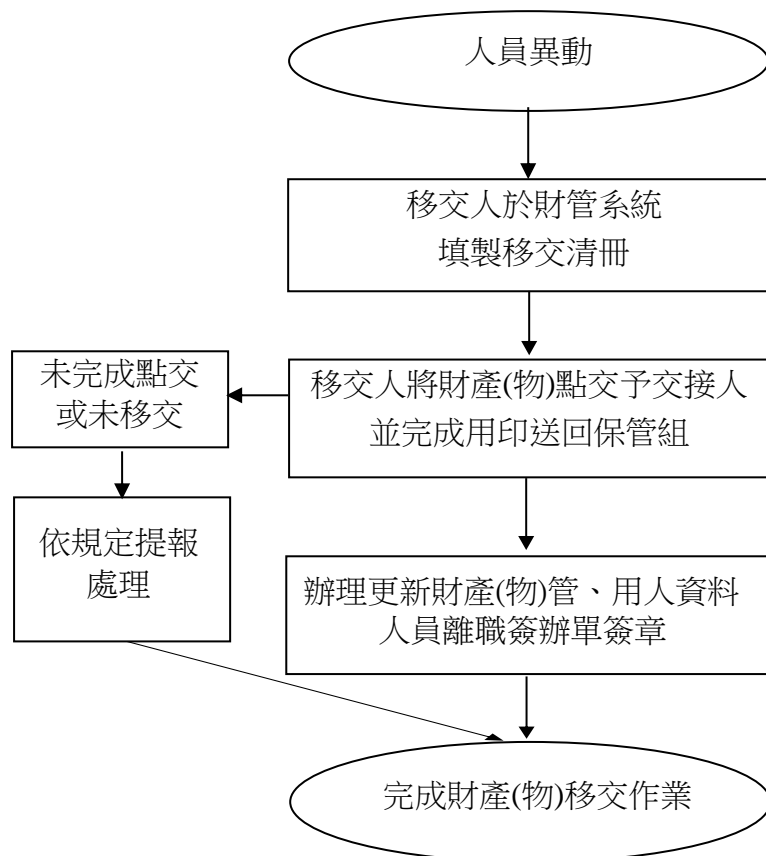 人員異動
移交人於財管系統
填製移交清冊
移交人將財產(物)點交予交接人
並完成用印送回保管組
未完成點交
或未移交
依規定提報
處理
辦理更新財產(物)管、用人資料
人員離職簽辦單簽章
完成財產(物)移交作業